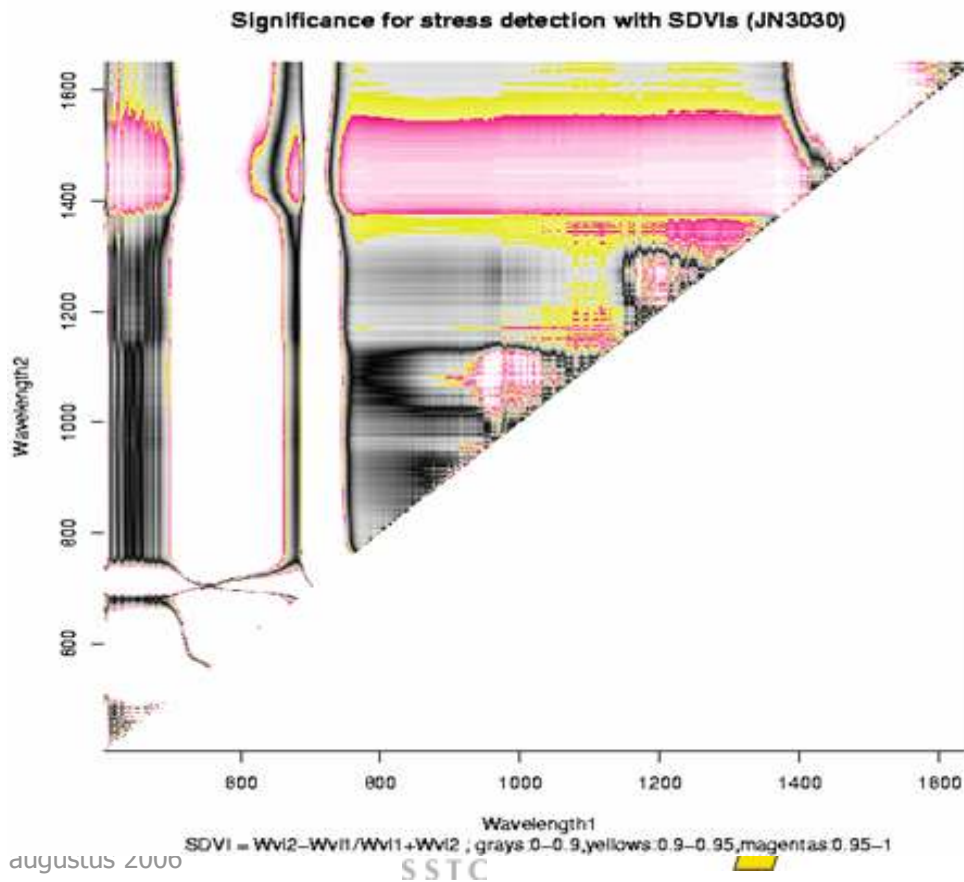 Significance for stress detection with SDVIs (JN3030)
1600
1400
1200
1000
800
600
Wavelength2
600 800 1000 1200 1400 1600
Wavelength1
SDVI = Wvl2-Wvl1/Wvl1+Wvl2 ; grays:0-0.9,yellows:0.9-0.95,magentas:0.95-1
augustus 2006
SSTC